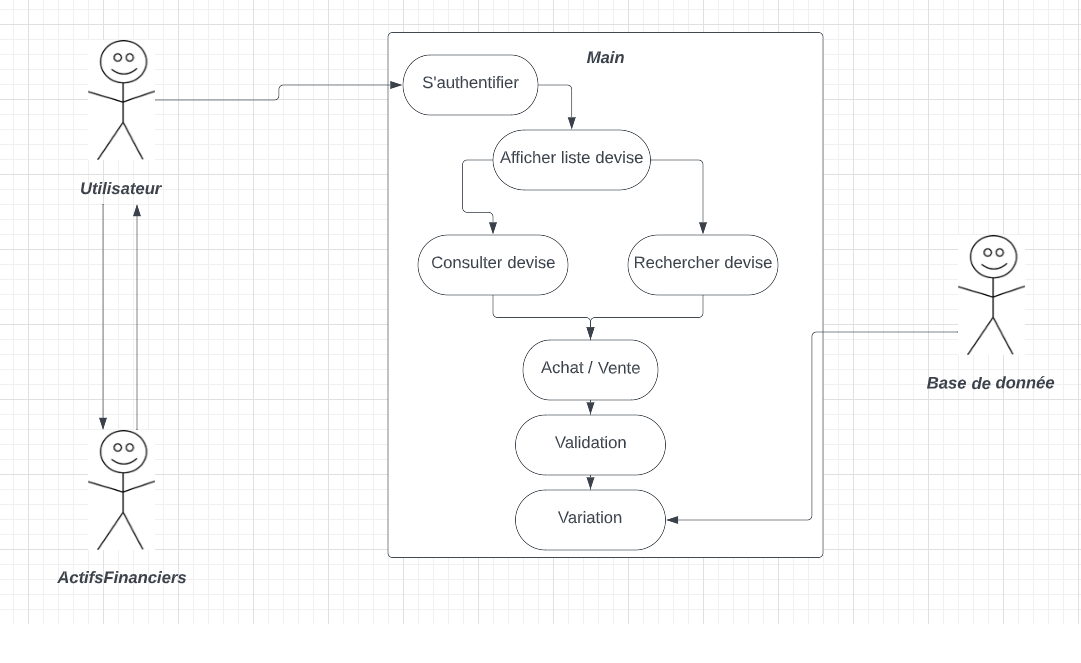 Main
S'authentifier
Afficher liste devise
Utilisateur
Consulter devise
Rechercher devise
Achat / Vente
Base de donnée
Validation
Variation
ActifsFinanciers